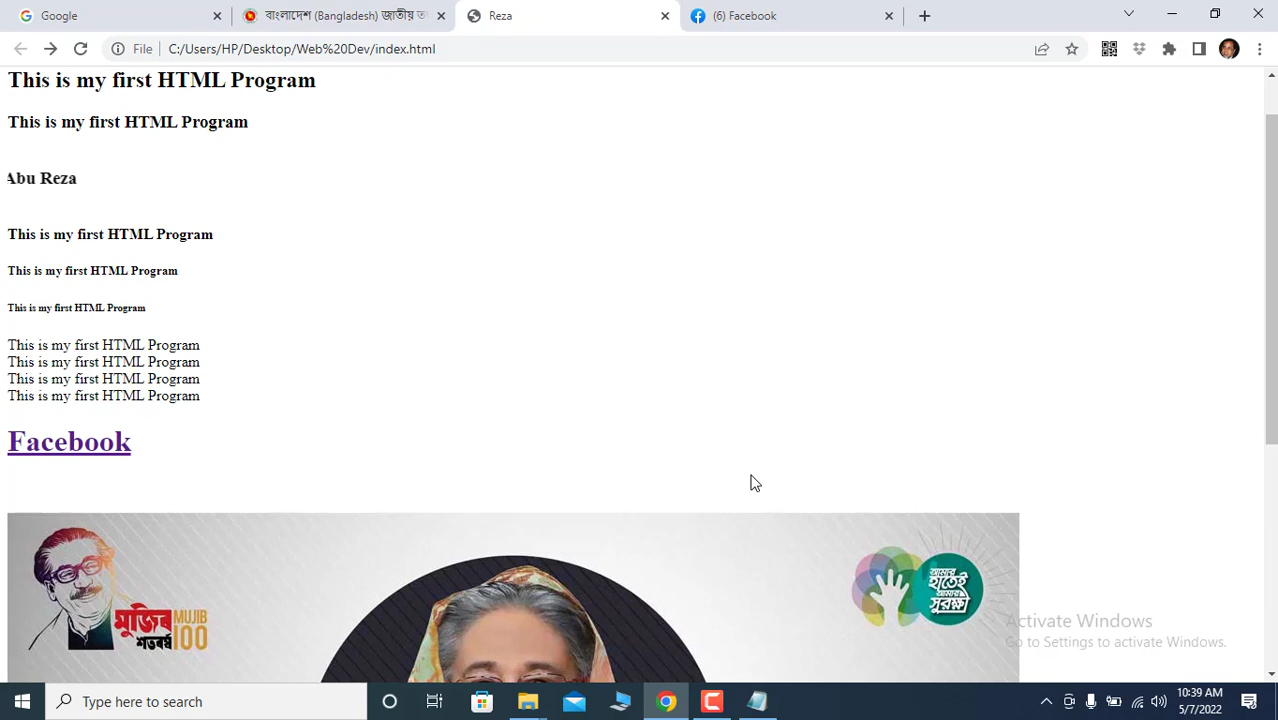 Google
বাংলাদেশ (Bangladesh) জাতীয় ত
Reza
(6) Facebook
File
C:/Users/HP/Desktop/Web%20Dev/index.html
This is my first HTML Program
This is my first HTML Program
Abu Reza
This is my first HTML Program
This is my first HTML Program
This is my first HTML Program
This is my first HTML Program
This is my first HTML Program
This is my first HTML Program
This is my first HTML Program
Facebook
মুজিব MUJIB
শতবর্ষ 100
আমার
হাতেই
আমার
সুরক্ষা
Activate Windows
Go to Settings to activate Windows.
Type here to search
10:39 AM
5/7/2022